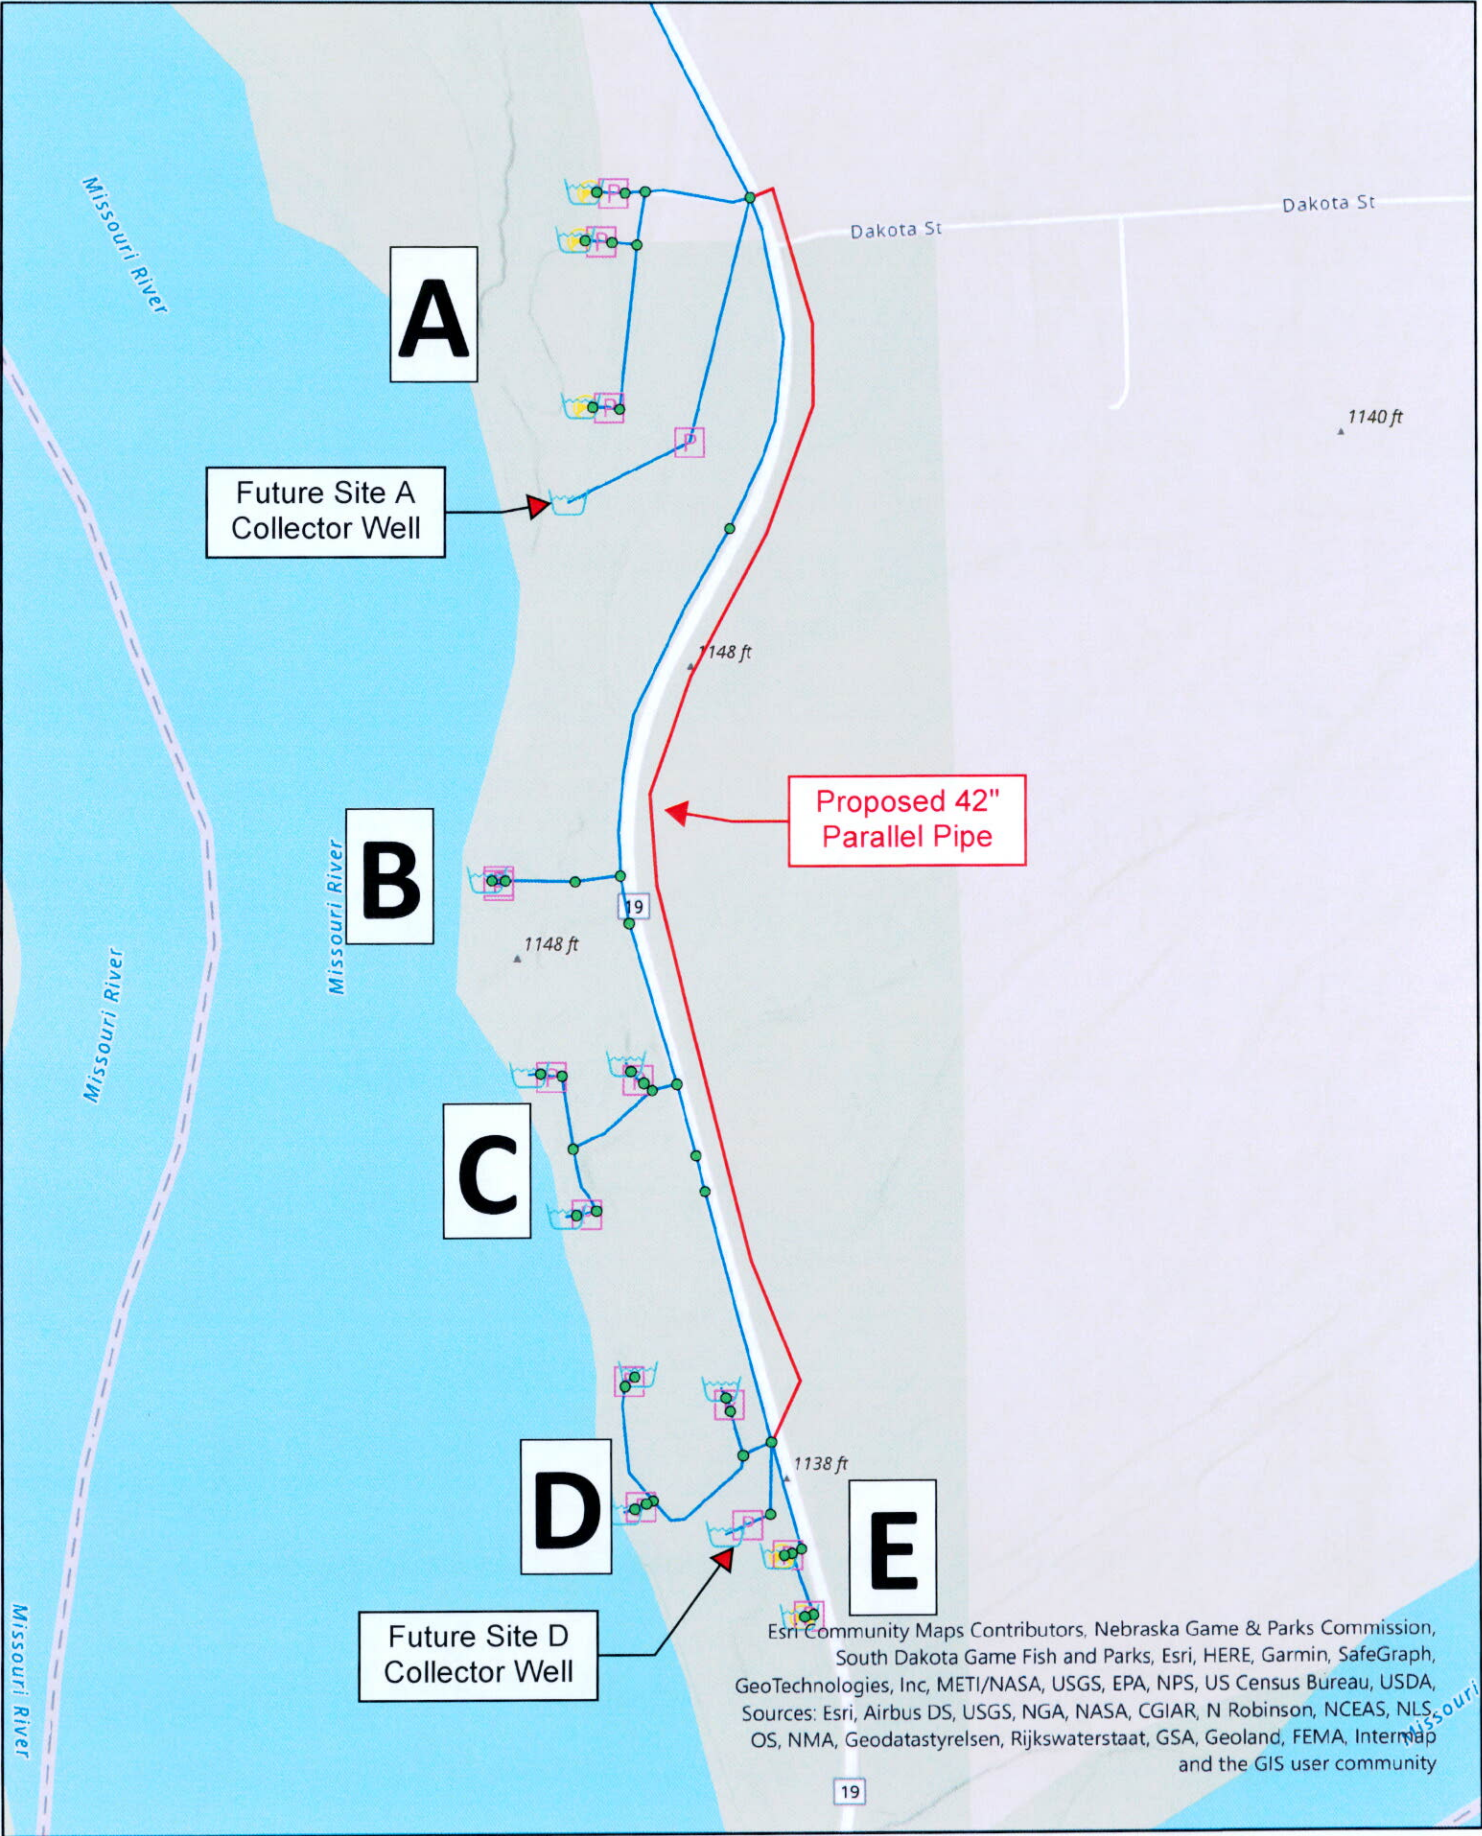 Missouri River
Dakota St
Dakota St
P
P
A
1140 ft
P
P
Future Site A
Collector Well
1148 ft
Proposed 42"
Parallel Pipe
Missouri River
B
19
1148 ft
Missouri River
P
C
D
1138 ft
P
E
Future Site D
Collector Well
Missouri River
Esri Community Maps Contributors, Nebraska Game & Parks Commission,
South Dakota Game Fish and Parks, Esri, HERE, Garmin, SafeGraph,
GeoTechnologies, Inc, METI/NASA, USGS, EPA, NPS, US Census Bureau, USDA,
Sources: Esri, Airbus DS, USGS, NGA, NASA, CGIAR, N Robinson, NCEAS, NLS,
OS, NMA, Geodatastyrelsen, Rijkswaterstaat, GSA, Geoland, FEMA, Intermap
and the GIS user community
Missouri
19